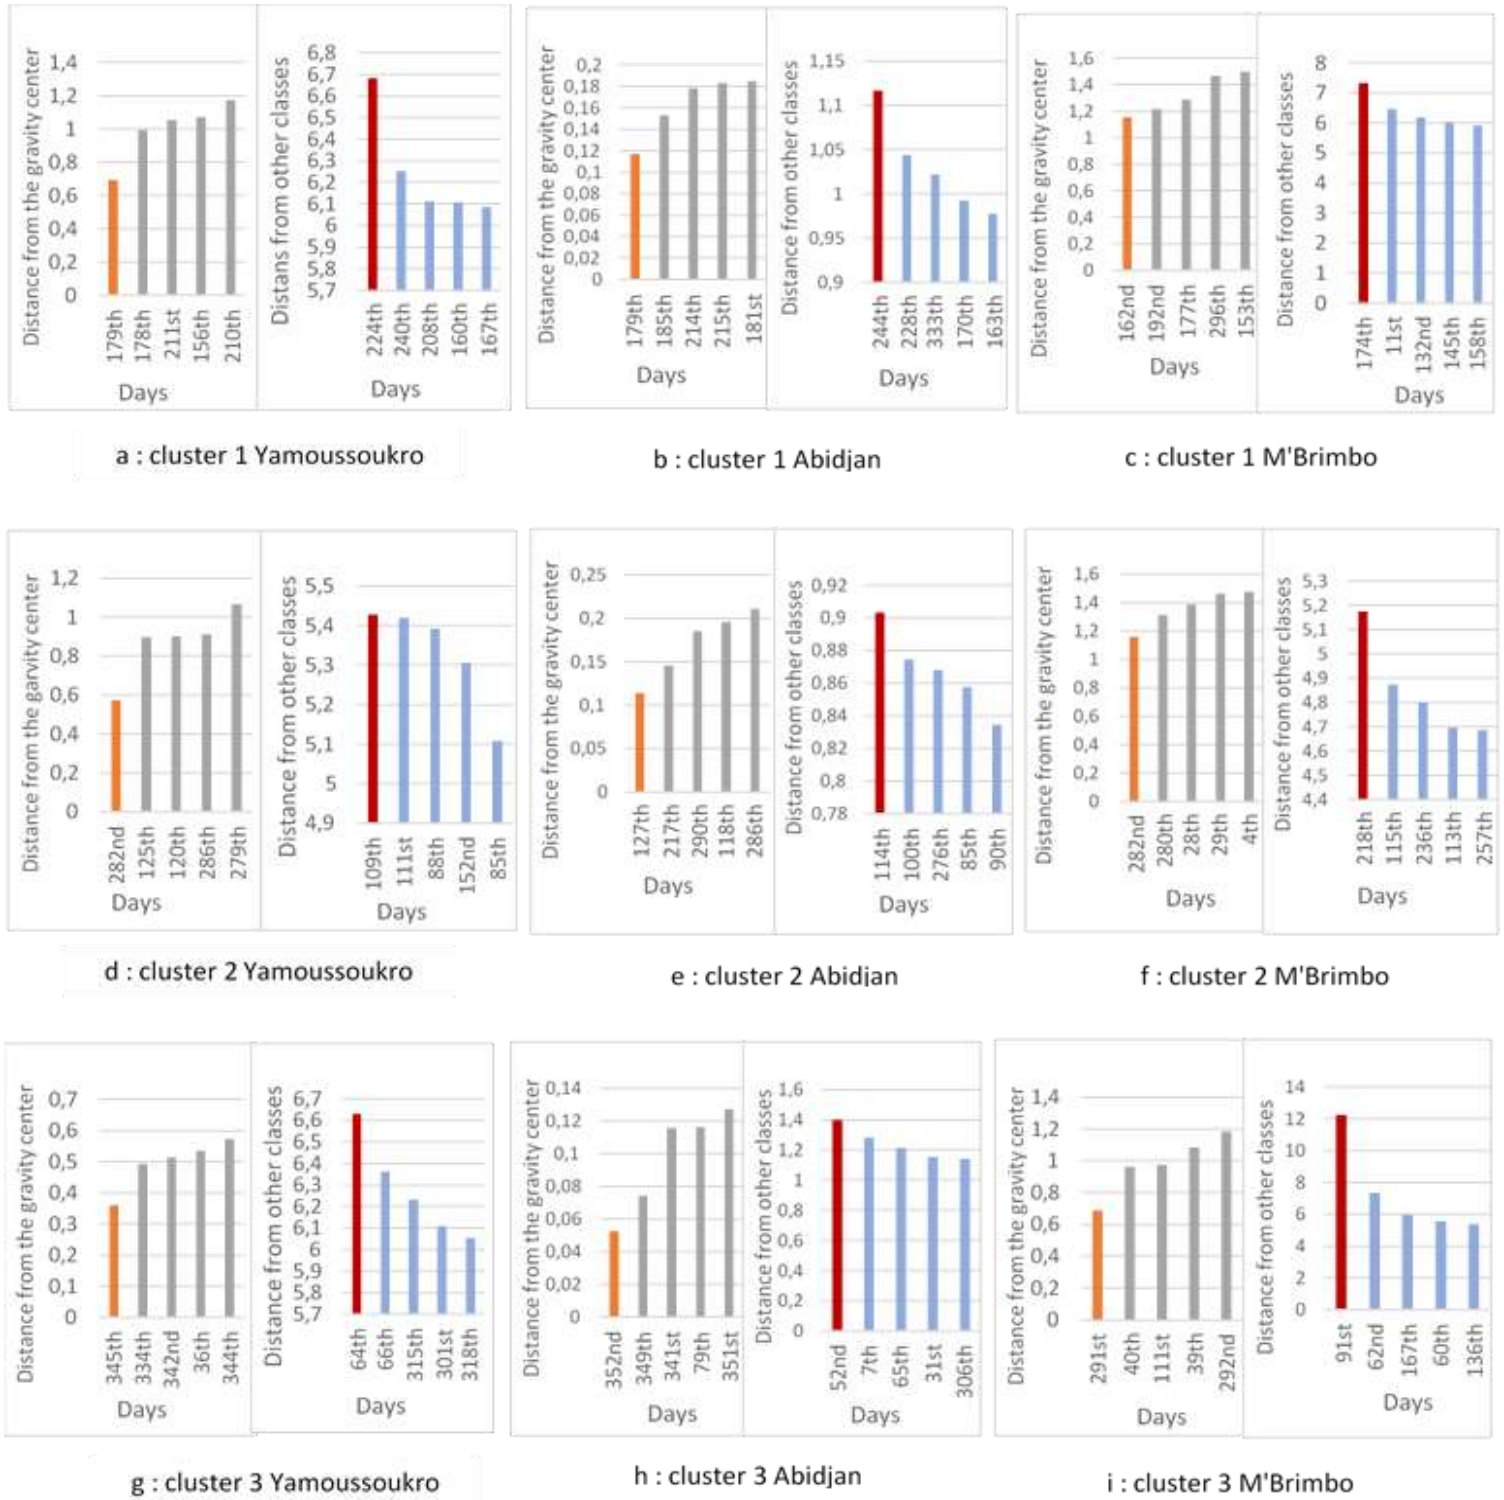 Distance from the gravity center
1,4
1,2
1
0,8
0,6
0,4
0,2
0
179th
178th
211st
156th
210th
Days
Distans from other classes
6,8
6,7
6,6
6,5
6,4
6,3
6,2
6,1
6
5,9
5,8
5,7
224th
240th
208th
160th
167th
Days
a : cluster 1 Yamoussoukro
Distance from the gravity center
0,2
0,18
0,16
0,14
0,12
0,1
0,08
0,06
0,04
0,02
0
179th
185th
214th
215th
181st
Days
Distance from other classes
1,15
1,1
1,05
1
0,95
0,9
244th
228th
333th
170th
163th
Days
b : cluster 1 Abidjan
Distance from the gravity center
1,6
1,4
1,2
1
0,8
0,6
0,4
0,2
0
162nd
192nd
177th
296th
153th
Days
Distance from other classes
8
7
6
5
4
3
2
1
0
174th
11st
132nd
145th
158th
Days
c : cluster 1 M'Brimbo
Distance from the garvity center
1,2
1
0,8
0,6
0,4
0,2
0
282nd
125th
120th
286th
279th
Days
Distance from other classes
5,5
5,4
5,3
5,2
5,1
5
4,9
109th
111st
88th
152nd
85th
Days
d : cluster 2 Yamoussoukro
Distance from the gravity center
0,25
0,2
0,15
0,1
0,05
0
127th
217th
290th
118th
286th
Days
Distance from other classes
0,92
0,9
0,88
0,86
0,84
0,82
0,8
0,78
114th
100th
276th
85th
90th
Days
e : cluster 2 Abidjan
Distance from the gravity center
1,6
1,4
1,2
1
0,8
0,6
0,4
0,2
0
282nd
280th
28th
29th
4th
Days
Distance from other classes
5,3
5,2
5,1
5
4,9
4,8
4,7
4,6
4,5
4,4
218th
115th
236th
113th
257th
Days
f : cluster 2 M'Brimbo
Distance from the gravity center
0,7
0,6
0,5
0,4
0,3
0,2
0,1
0
345th
334th
342nd
36th
344th
Days
Distance from other classes
6,7
6,6
6,5
6,4
6,3
6,2
6,1
6
5,9
5,8
5,7
64th
66th
315th
301st
318th
Days
g : cluster 3 Yamoussoukro
Distance from the gravity center
0,14
0,12
0,1
0,08
0,06
0,04
0,02
0
352nd
349th
341st
79th
351st
Days
Distance from other classes
1,6
1,4
1,2
1
0,8
0,6
0,4
0,2
0
52nd
7th
65th
31st
306th
Days
h : cluster 3 Abidjan
Distance from the gravity center
1,4
1,2
1
0,8
0,6
0,4
0,2
0
291st
40th
111st
39th
292nd
Days
Distance from other classes
14
12
10
8
6
4
2
0
91st
62nd
167th
60th
136th
Days
i : cluster 3 M'Brimbo